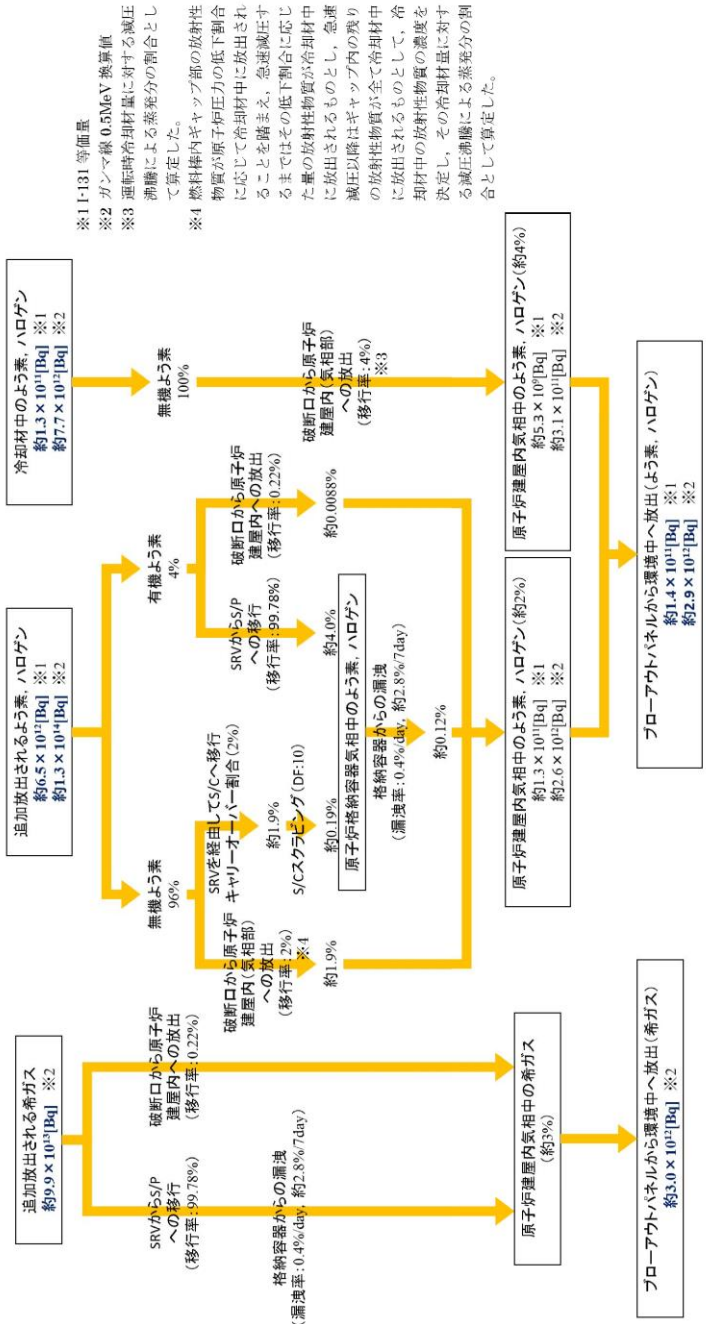 追加放出される希ガス
約9.9×10¹³[Bq] ※2
SRVからS/P
への移行
(移行率:99.78%)
破断口から原子炉
建屋内への放出
(移行率:0.22%)
格納容器からの漏洩
(漏洩率:0.4%/day, 約2.8%/7day)
原子炉建屋内気相中の希ガス
(約3%)
ブローアウトパネルから環境中へ放出(希ガス)
約3.0×10¹²[Bq] ※2
追加放出されるよう素, ハロゲン
約6.5×10¹²[Bq] ※1
約1.3×10¹⁴[Bq] ※2
無機よう素
96%
有機よう素
4%
破断口から原子炉
建屋内(気相部)
への放出
(移行率:2%)
※4
約1.9%
SRVを経由してS/Cへ移行
キャリーオーバー割合(2%)
約1.9%
S/Cスクラビング(DF:10)
約0.19%
SRVからS/P
への移行
(移行率:99.78%)
約4.0%
破断口から原子炉
建屋内への放出
(移行率:0.22%)
約0.0088%
原子炉格納容器気相中のよう素, ハロゲン
格納容器からの漏洩
(漏洩率:0.4%/day, 約2.8%/7day)
約0.12%
原子炉建屋内気相中のよう素, ハロゲン(約2%)
約1.3×10¹¹[Bq] ※1
約2.6×10¹²[Bq] ※2
冷却材中のよう素, ハロゲン
約1.3×10¹¹[Bq] ※1
約7.7×10¹²[Bq] ※2
無機よう素
100%
破断口から原子炉
建屋内(気相部)
への放出
(移行率:4%)
※3
原子炉建屋内気相中のよう素, ハロゲン(約4%)
約5.3×10⁹[Bq] ※1
約3.1×10¹¹[Bq] ※2
ブローアウトパネルから環境中へ放出(よう素, ハロゲン)
約1.4×10¹¹[Bq] ※1
約2.9×10¹²[Bq] ※2
※1 I-131 等価量
※2 ガンマ線 0.5MeV 換算値
※3 運転時冷却材量に対する減圧
沸騰による蒸発分の割合とし
て算定した。
※4 燃料棒内ギャップ部の放射性
物質が原子炉圧力の低下割合
に応じて冷却材中に放出され
ることを踏まえ，急速減圧す
るまではその低下割合に応じ
た量の放射性物質が冷却材中
に放出されるものとし，急速
減圧以降はギャップ内の残り
の放射性物質が全て冷却材中
に放出されるものとして，冷
却材中の放射性物質の濃度を
決定し，その冷却材量に対す
る減圧沸騰による蒸発分の割
合として算定した。